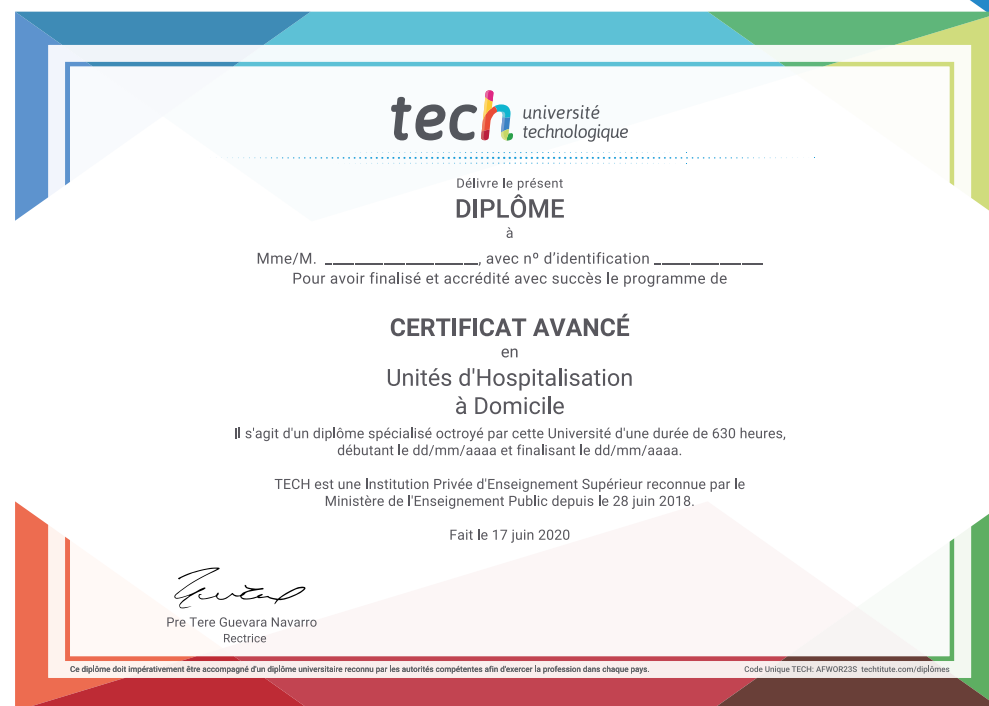 tech université
technologique
Délivre le présent
DIPLÔME
à
Mme/M. _______________, avec nº d'identification ___________
Pour avoir finalisé et accrédité avec succès le programme de
CERTIFICAT AVANCÉ
en
Unités d'Hospitalisation
à Domicile
Il s'agit d'un diplôme spécialisé octroyé par cette Université d'une durée de 630 heures,
débutant le dd/mm/aaaa et finalisant le dd/mm/aaaa.
TECH est une Institution Privée d'Enseignement Supérieur reconnue par le
Ministère de l'Enseignement Public depuis le 28 juin 2018.
Fait le 17 juin 2020
Pre Tere Guevara Navarro
Rectrice
Ce diplôme doit impérativement être accompagné d'un diplôme universitaire reconnu par les autorités compétentes afin d'exercer la profession dans chaque pays.
Code Unique TECH: AFWOR23S techtitute.com/diplômes